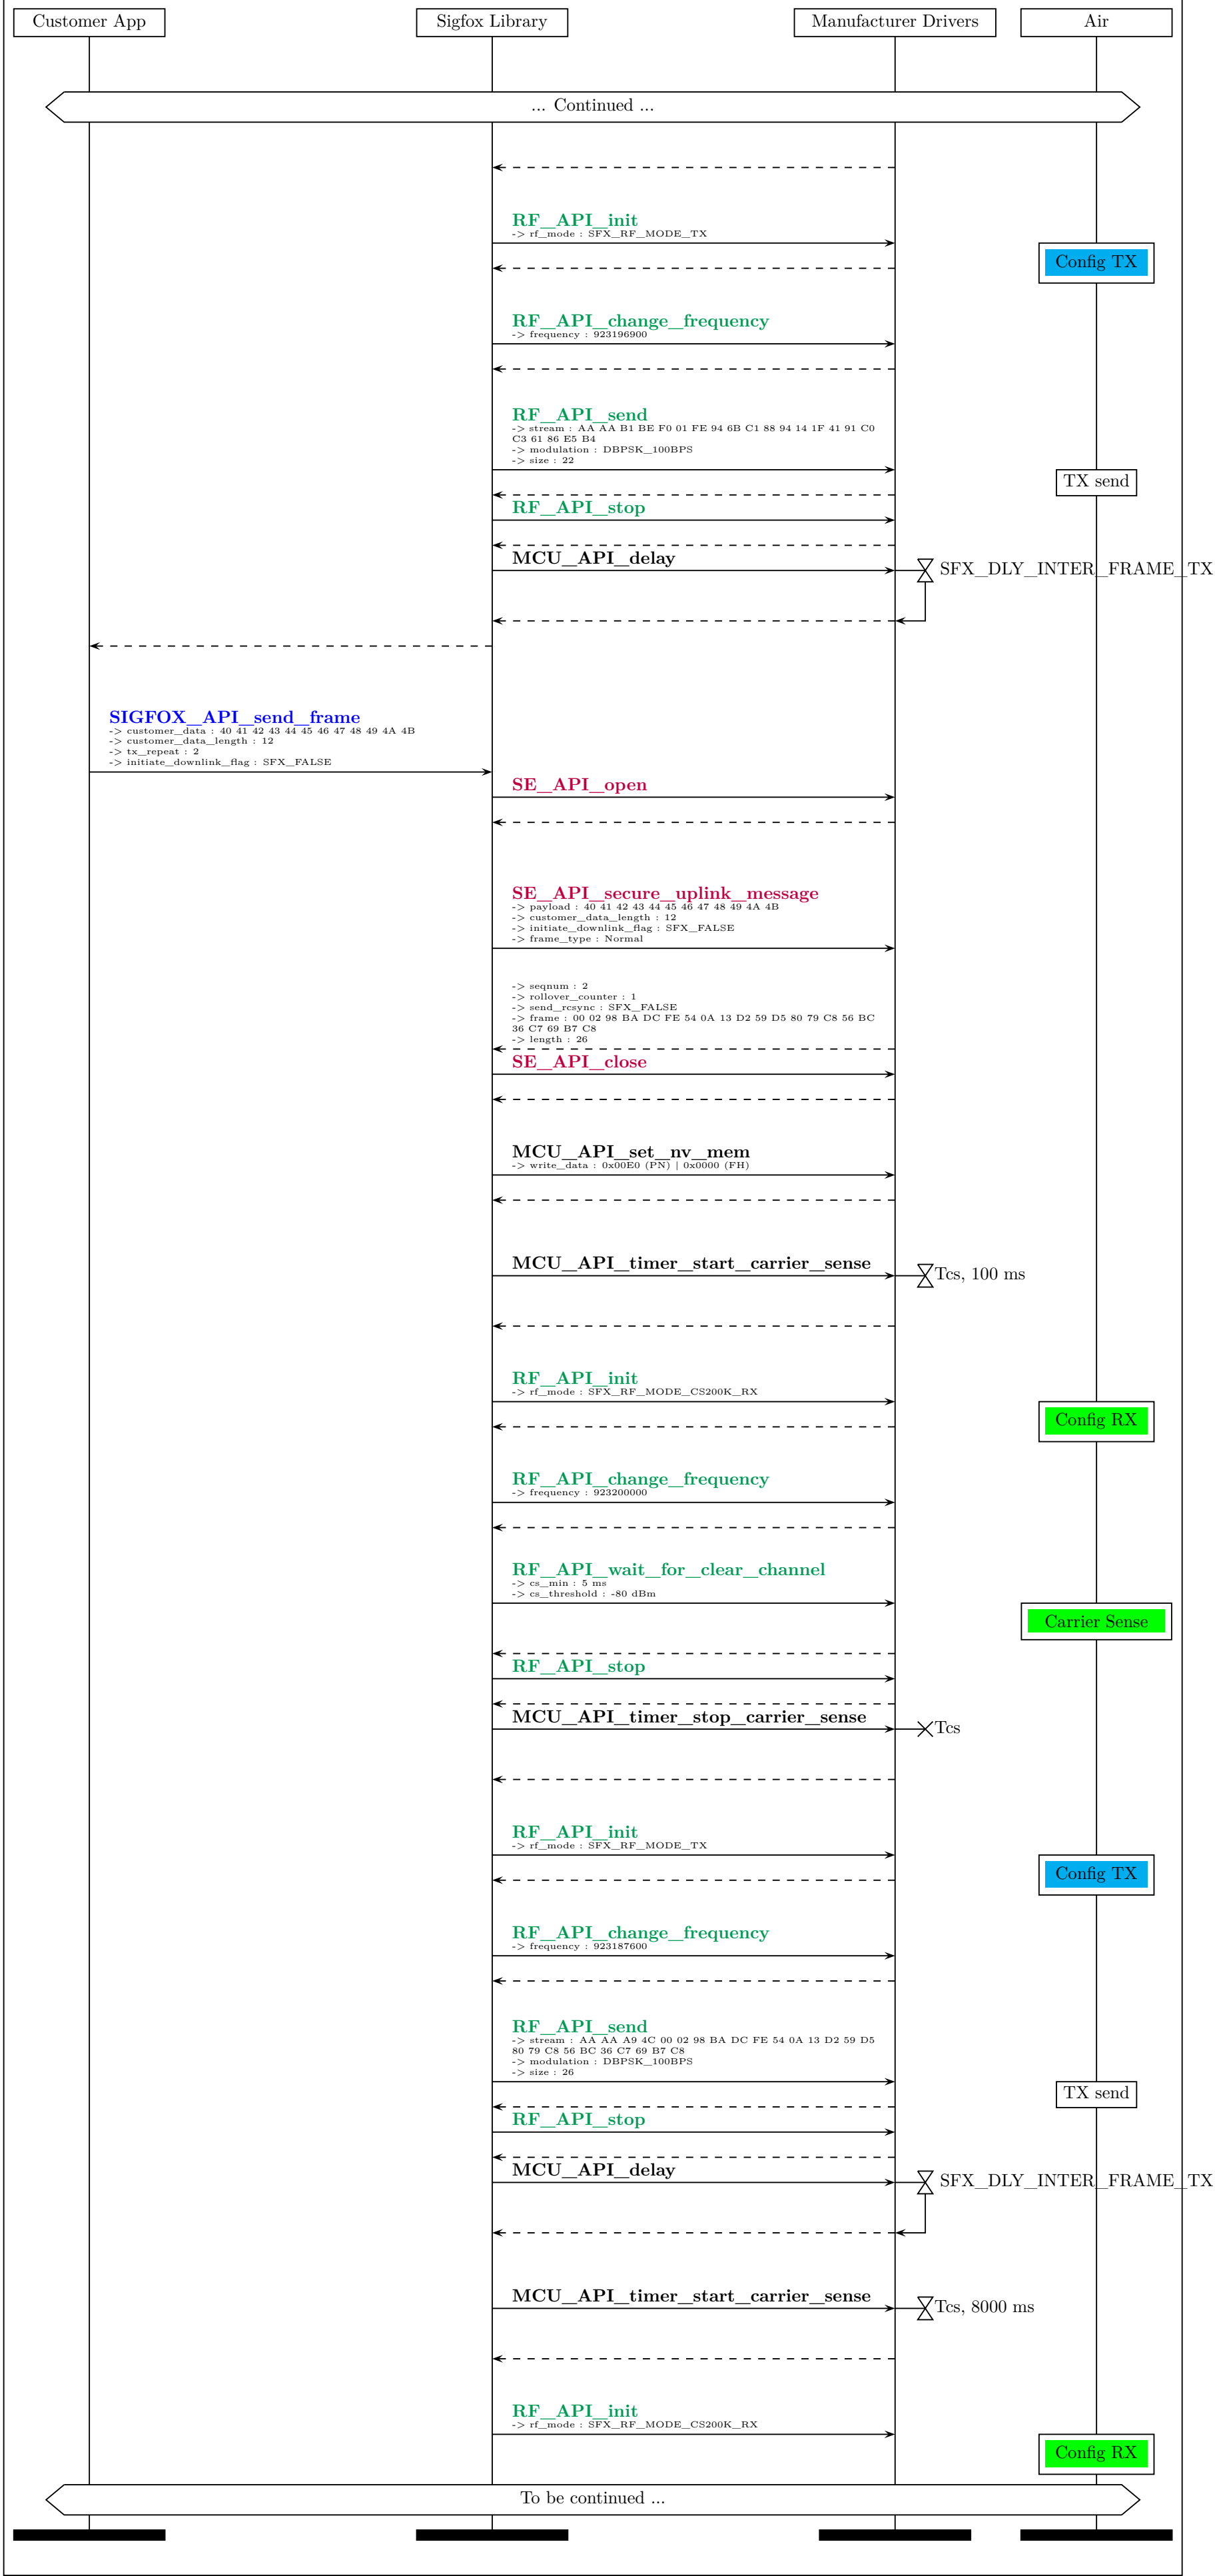 Customer App
Sigfox Library
Manufacturer Drivers
Air
... Continued ...
RF_API_init
-> rf_mode : SFX_RF_MODE_TX
Config TX
RF_API_change_frequency
-> frequency : 923196900
RF_API_send
-> stream : AA AA B1 BE F0 01 FE 94 6B C1 88 94 14 1F 41 91 C0
C3 61 86 E5 B4
-> modulation : DBPSK_100BPS
-> size : 22
TX send
RF_API_stop
MCU_API_delay
SFX_DLY_INTER_FRAME_TX
SIGFOX_API_send_frame
-> customer_data : 40 41 42 43 44 45 46 47 48 49 4A 4B
-> customer_data_length : 12
-> tx_repeat : 2
-> initiate_downlink_flag : SFX_FALSE
SE_API_open
SE_API_secure_uplink_message
-> payload : 40 41 42 43 44 45 46 47 48 49 4A 4B
-> customer_data_length : 12
-> initiate_downlink_flag : SFX_FALSE
-> frame_type : Normal
-> seqnum : 2
-> rollover_counter : 1
-> send_rcsync : SFX_FALSE
-> frame : 00 02 98 BA DC FE 54 0A 13 D2 59 D5 80 79 C8 56 BC
36 C7 69 B7 C8
-> length : 26
SE_API_close
MCU_API_set_nv_mem
-> write_data : 0x00E0 (PN) | 0x0000 (FH)
MCU_API_timer_start_carrier_sense
Tcs, 100 ms
RF_API_init
-> rf_mode : SFX_RF_MODE_CS200K_RX
Config RX
RF_API_change_frequency
-> frequency : 923200000
RF_API_wait_for_clear_channel
-> cs_min : 5 ms
-> cs_threshold : -80 dBm
Carrier Sense
RF_API_stop
MCU_API_timer_stop_carrier_sense
Tcs
RF_API_init
-> rf_mode : SFX_RF_MODE_TX
Config TX
RF_API_change_frequency
-> frequency : 923187600
RF_API_send
-> stream : AA AA A9 4C 00 02 98 BA DC FE 54 0A 13 D2 59 D5
80 79 C8 56 BC 36 C7 69 B7 C8
-> modulation : DBPSK_100BPS
-> size : 26
TX send
RF_API_stop
MCU_API_delay
SFX_DLY_INTER_FRAME_TX
MCU_API_timer_start_carrier_sense
Tcs, 8000 ms
RF_API_init
-> rf_mode : SFX_RF_MODE_CS200K_RX
Config RX
To be continued ...